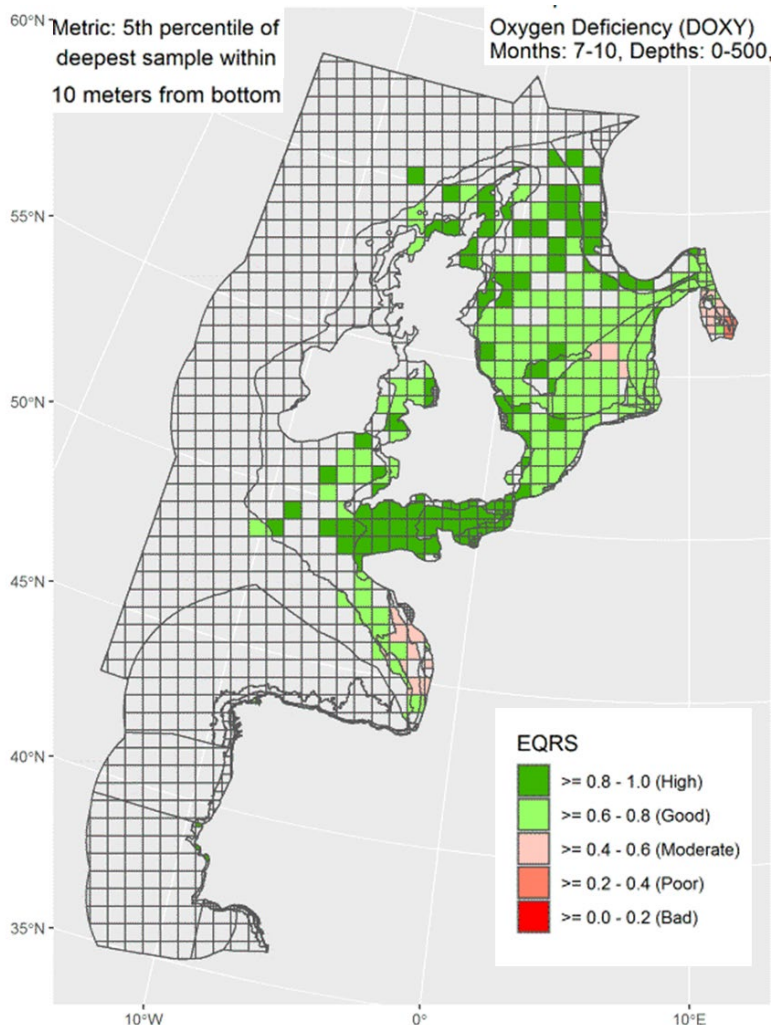 Metric: 5th percentile of
deepest sample within
10 meters from bottom
Oxygen Deficiency (DOXY)
Months: 7-10, Depths: 0-500,
60°N
55°N
50°N
45°N
40°N
35°N
10°W
0°
10°E
EQRS
>= 0.8 - 1.0 (High)
>= 0.6 - 0.8 (Good)
>= 0.4 - 0.6 (Moderate)
>= 0.2 - 0.4 (Poor)
>= 0.0 - 0.2 (Bad)